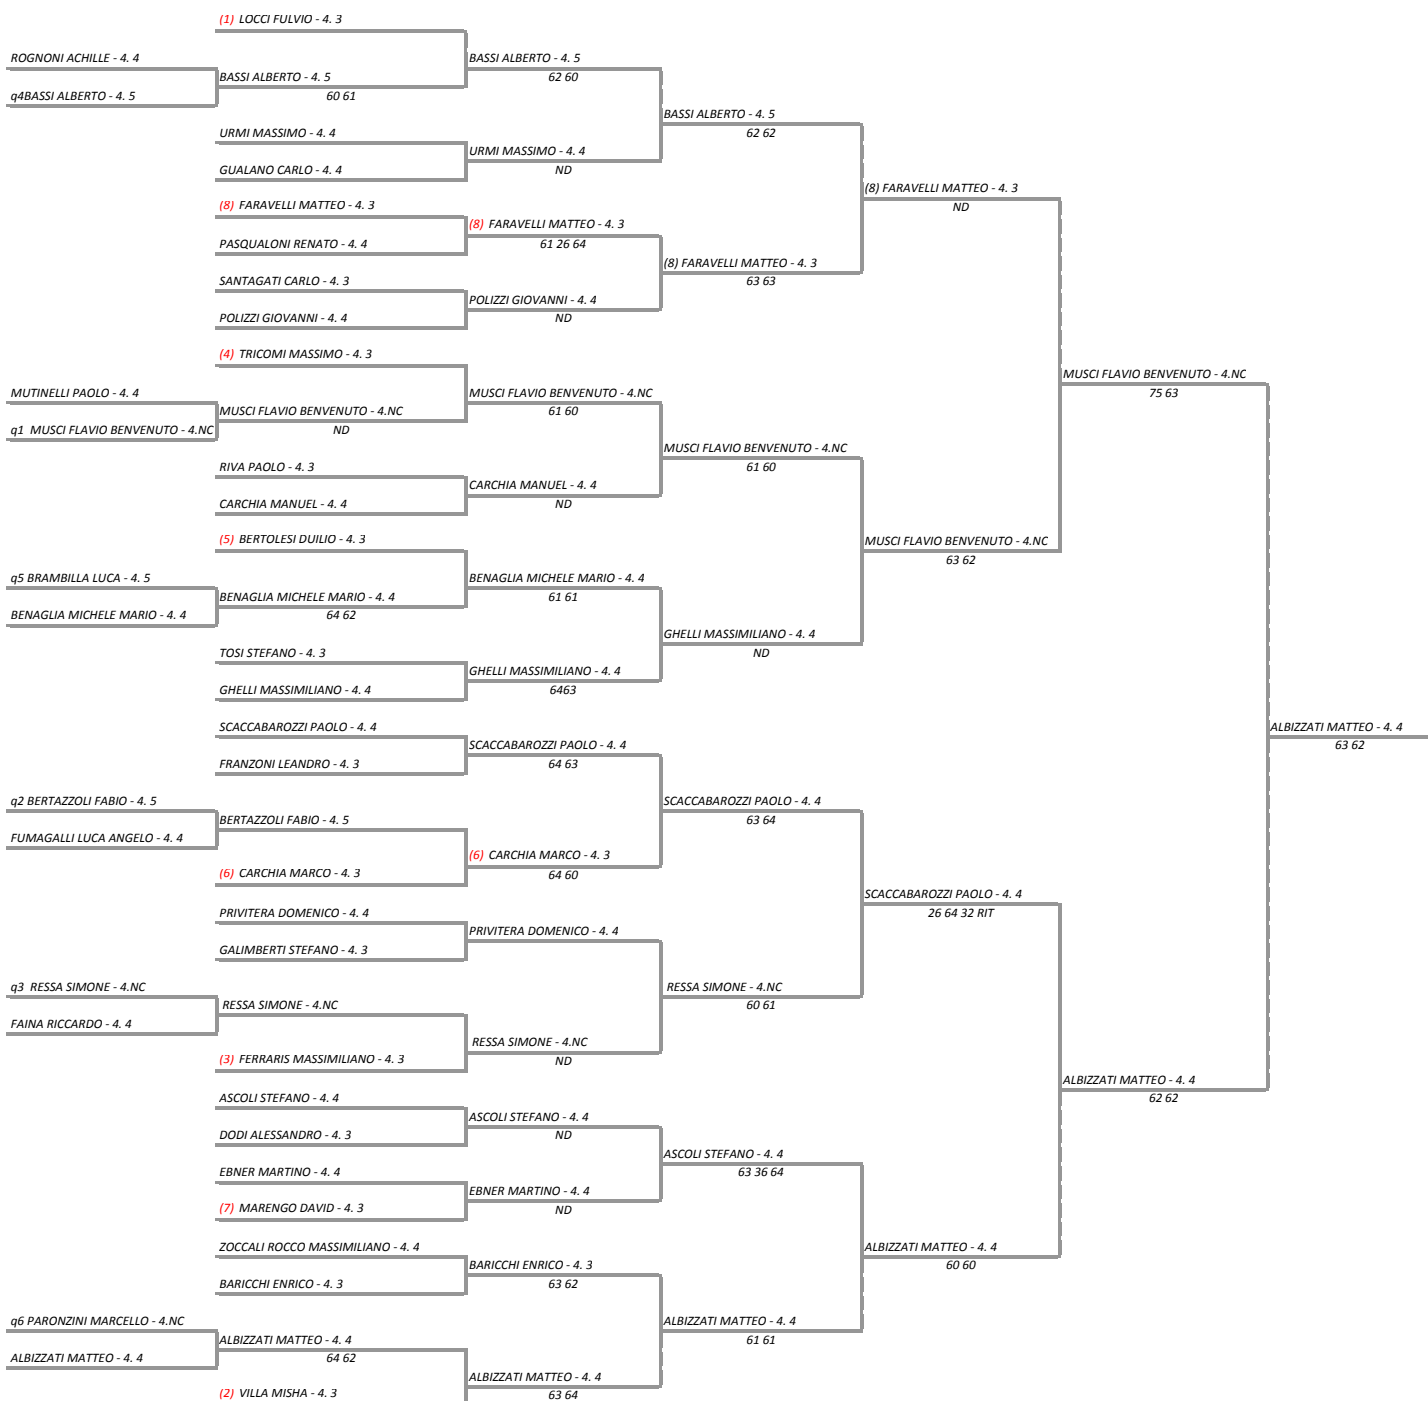 (1) LOCCI FULVIO - 4. 3
ROGNONI ACHILLE - 4. 4
BASSI ALBERTO - 4. 5
62 60
BASSI ALBERTO - 4. 5
60 61
q4BASSI ALBERTO - 4. 5
BASSI ALBERTO - 4. 5
62 62
URMI MASSIMO - 4. 4
URMI MASSIMO - 4. 4
ND
GUALANO CARLO - 4. 4
(8) FARAVELLI MATTEO - 4. 3
ND
(8) FARAVELLI MATTEO - 4. 3
(8) FARAVELLI MATTEO - 4. 3
61 26 64
PASQUALONI RENATO - 4. 4
(8) FARAVELLI MATTEO - 4. 3
63 63
SANTAGATI CARLO - 4. 3
POLIZZI GIOVANNI - 4. 4
ND
POLIZZI GIOVANNI - 4. 4
(4) TRICOMI MASSIMO - 4. 3
MUSCI FLAVIO BENVENUTO - 4.NC
75 63
MUTINELLI PAOLO - 4. 4
MUSCI FLAVIO BENVENUTO - 4.NC
61 60
MUSCI FLAVIO BENVENUTO - 4.NC
ND
q1 MUSCI FLAVIO BENVENUTO - 4.NC
MUSCI FLAVIO BENVENUTO - 4.NC
61 60
RIVA PAOLO - 4. 3
CARCHIA MANUEL - 4. 4
ND
CARCHIA MANUEL - 4. 4
(5) BERTOLESI DUILIO - 4. 3
MUSCI FLAVIO BENVENUTO - 4.NC
63 62
q5 BRAMBILLA LUCA - 4. 5
BENAGLIA MICHELE MARIO - 4. 4
61 61
BENAGLIA MICHELE MARIO - 4. 4
64 62
BENAGLIA MICHELE MARIO - 4. 4
GHELLI MASSIMILIANO - 4. 4
ND
TOSI STEFANO - 4. 3
GHELLI MASSIMILIANO - 4. 4
6463
GHELLI MASSIMILIANO - 4. 4
SCACCABAROZZI PAOLO - 4. 4
ALBIZZATI MATTEO - 4. 4
63 62
SCACCABAROZZI PAOLO - 4. 4
64 63
FRANZONI LEANDRO - 4. 3
q2 BERTAZZOLI FABIO - 4. 5
SCACCABAROZZI PAOLO - 4. 4
63 64
BERTAZZOLI FABIO - 4. 5
FUMAGALLI LUCA ANGELO - 4. 4
(6) CARCHIA MARCO - 4. 3
64 60
(6) CARCHIA MARCO - 4. 3
SCACCABAROZZI PAOLO - 4. 4
26 64 32 RIT
PRIVITERA DOMENICO - 4. 4
PRIVITERA DOMENICO - 4. 4
GALIMBERTI STEFANO - 4. 3
q3 RESSA SIMONE - 4.NC
RESSA SIMONE - 4.NC
60 61
RESSA SIMONE - 4.NC
FAINA RICCARDO - 4. 4
RESSA SIMONE - 4.NC
ND
(3) FERRARIS MASSIMILIANO - 4. 3
ALBIZZATI MATTEO - 4. 4
62 62
ASCOLI STEFANO - 4. 4
ASCOLI STEFANO - 4. 4
ND
DODI ALESSANDRO - 4. 3
ASCOLI STEFANO - 4. 4
63 36 64
EBNER MARTINO - 4. 4
EBNER MARTINO - 4. 4
ND
(7) MARENGO DAVID - 4. 3
ZOCCALI ROCCO MASSIMILIANO - 4. 4
ALBIZZATI MATTEO - 4. 4
60 60
BARICCHI ENRICO - 4. 3
63 62
BARICCHI ENRICO - 4. 3
q6 PARONZINI MARCELLO - 4.NC
ALBIZZATI MATTEO - 4. 4
61 61
ALBIZZATI MATTEO - 4. 4
64 62
ALBIZZATI MATTEO - 4. 4
ALBIZZATI MATTEO - 4. 4
63 64
(2) VILLA MISHA - 4. 3